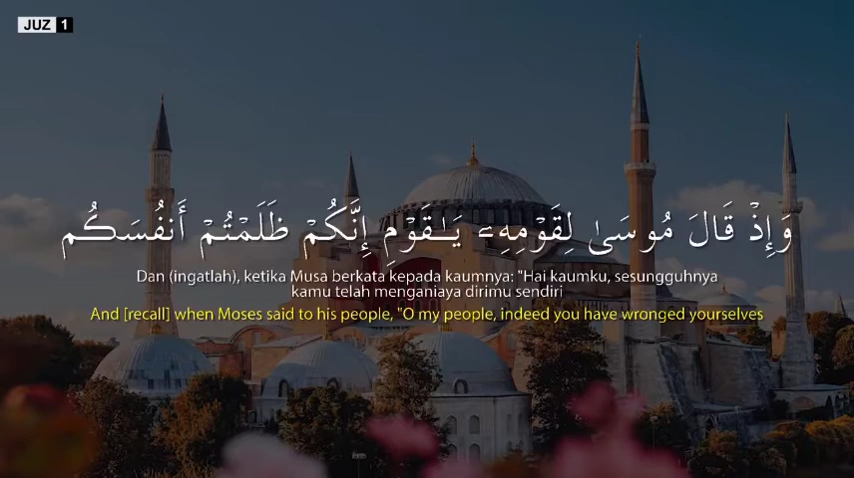 JUZ 1
وَإِذْ قَالَ مُوسَىٰ لِقَوْمِهِۦ يَـٰقَوْمِ إِنَّكُمْ ظَلَمْتُمْ أَنفُسَكُم
Dan (ingatlah), ketika Musa berkata kepada kaumnya: "Hai kaumku, sesungguhnya
kamu telah menganiaya dirimu sendiri
And [recall] when Moses said to his people, "O my people, indeed you have wronged yourselves